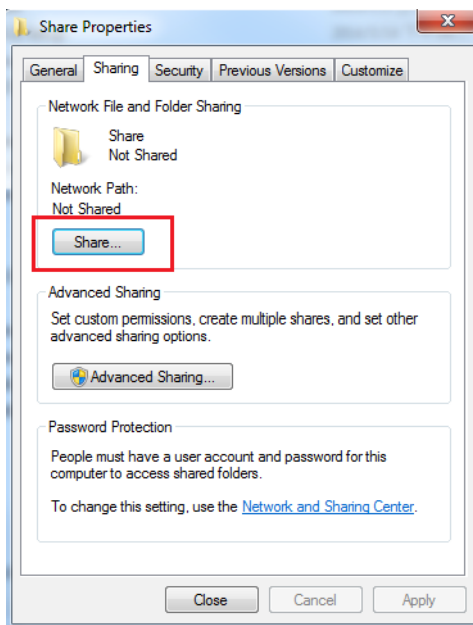 Share Properties
General Sharing Security Previous Versions Customize
Network File and Folder Sharing
Share
Not Shared
Network Path:
Not Shared
Share...
Advanced Sharing
Set custom permissions, create multiple shares, and set other
advanced sharing options.
Advanced Sharing...
Password Protection
People must have a user account and password for this
computer to access shared folders.
To change this setting, use the Network and Sharing Center.
Close Cancel Apply